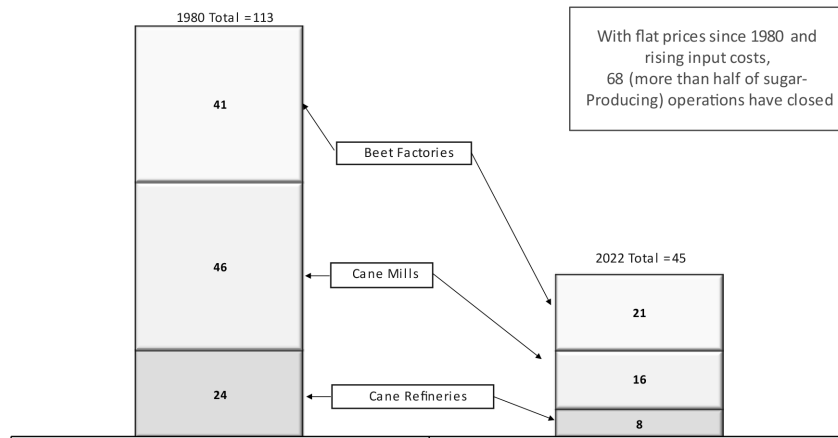 1980 Total =113
With flat prices since 1980 and
rising input costs,
68 (more than half of sugar-
Producing) operations have closed
41
Beet Factories
46
Cane Mills
2022 Total =45
21
16
24
Cane Refineries
8